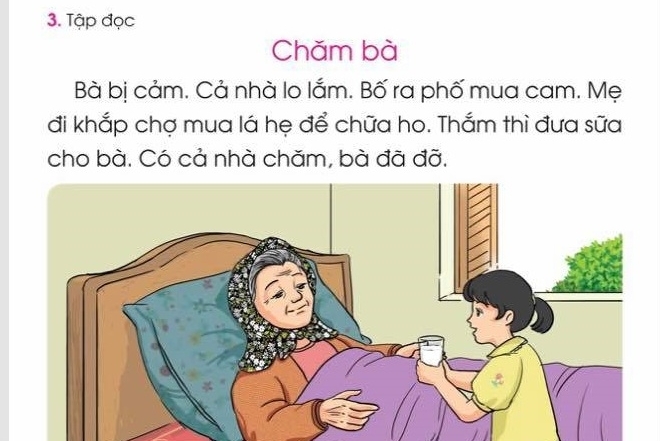 3. Tập đọc
Chăm bà
Bà bị cảm. Cả nhà lo lắm. Bố ra phố mua cam. Mẹ
đi khắp chợ mua lá hẹ để chữa ho. Thắm thì đưa sữa
cho bà. Có cả nhà chăm, bà đã đỡ.